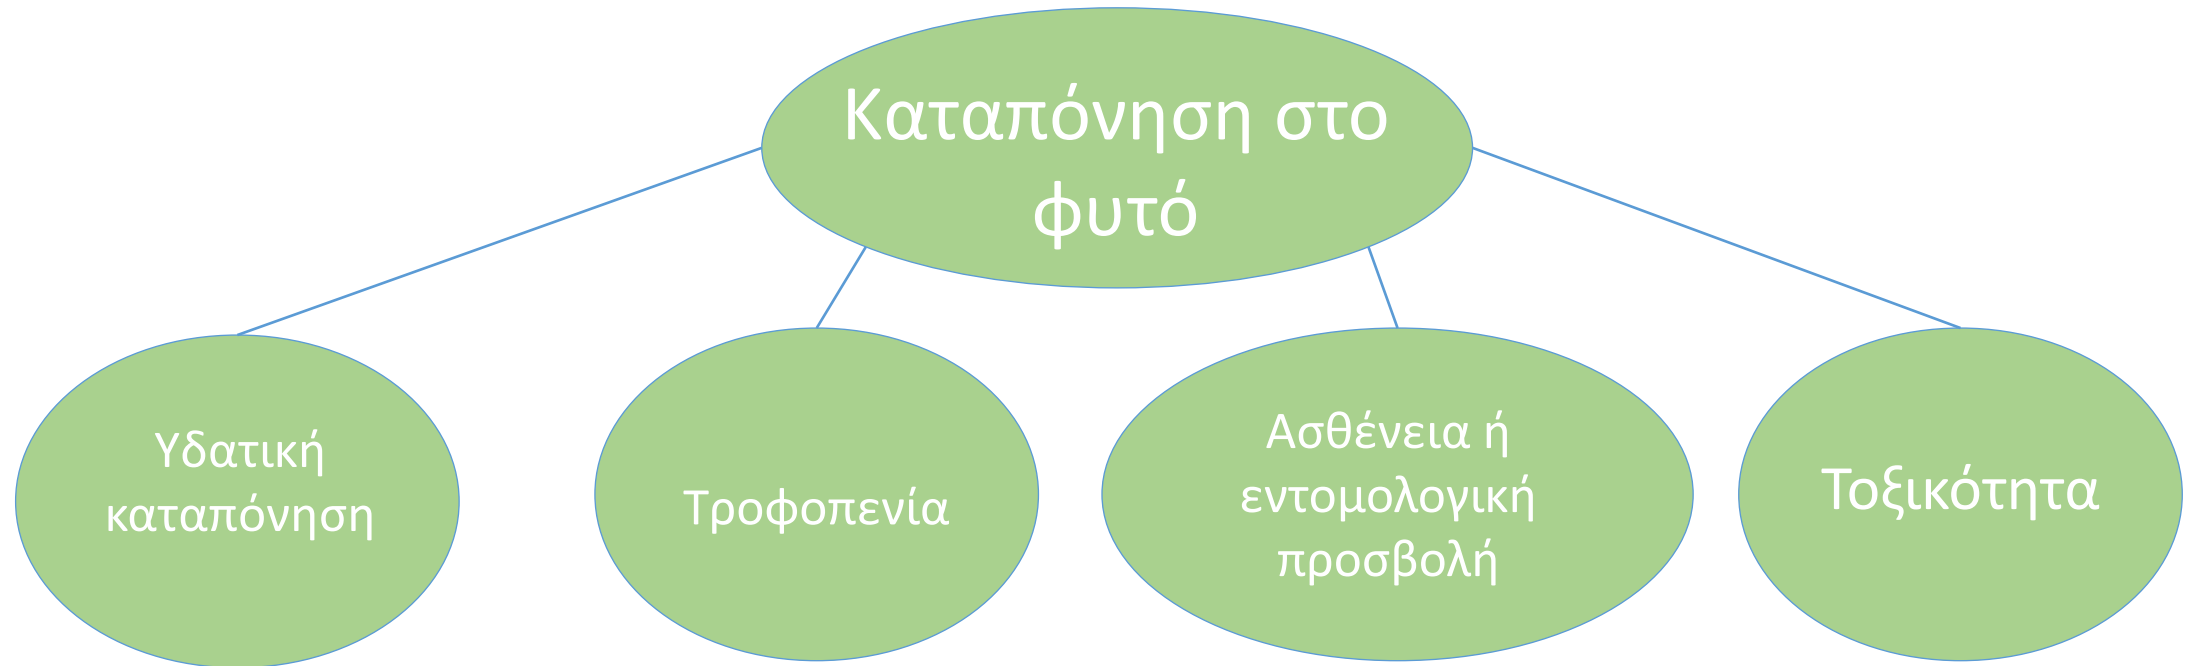 Καταπόνηση στο
φυτό
Υδατική
καταπόνηση
Τροφοπενία
Ασθένεια ή
εντομολογική
προσβολή
Τοξικότητα